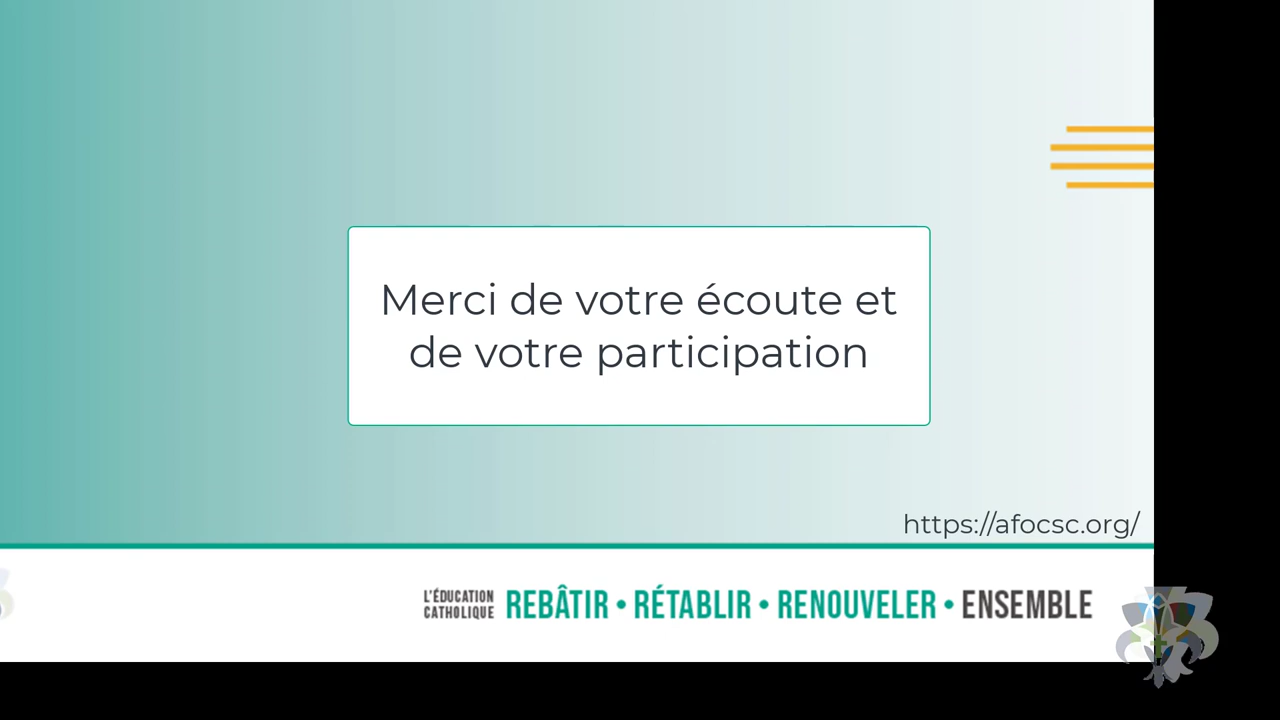 Merci de votre écoute et
de votre participation
https://afocsc.org/
L'ÉDUCATION
CATHOLIQUE
REBÂTIR • RÉTABLIR • RENOUVELER • ENSEMBLE